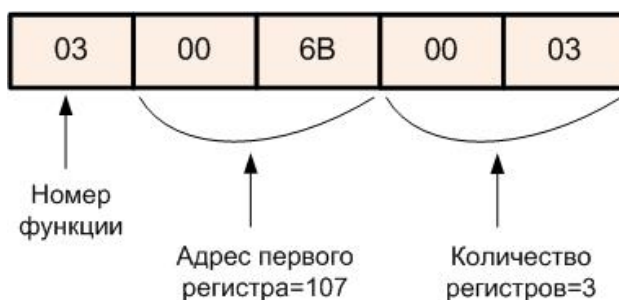 03 00 6B 00 03
Номер
функции
Адрес первого
регистра=107
Количество
регистров=3